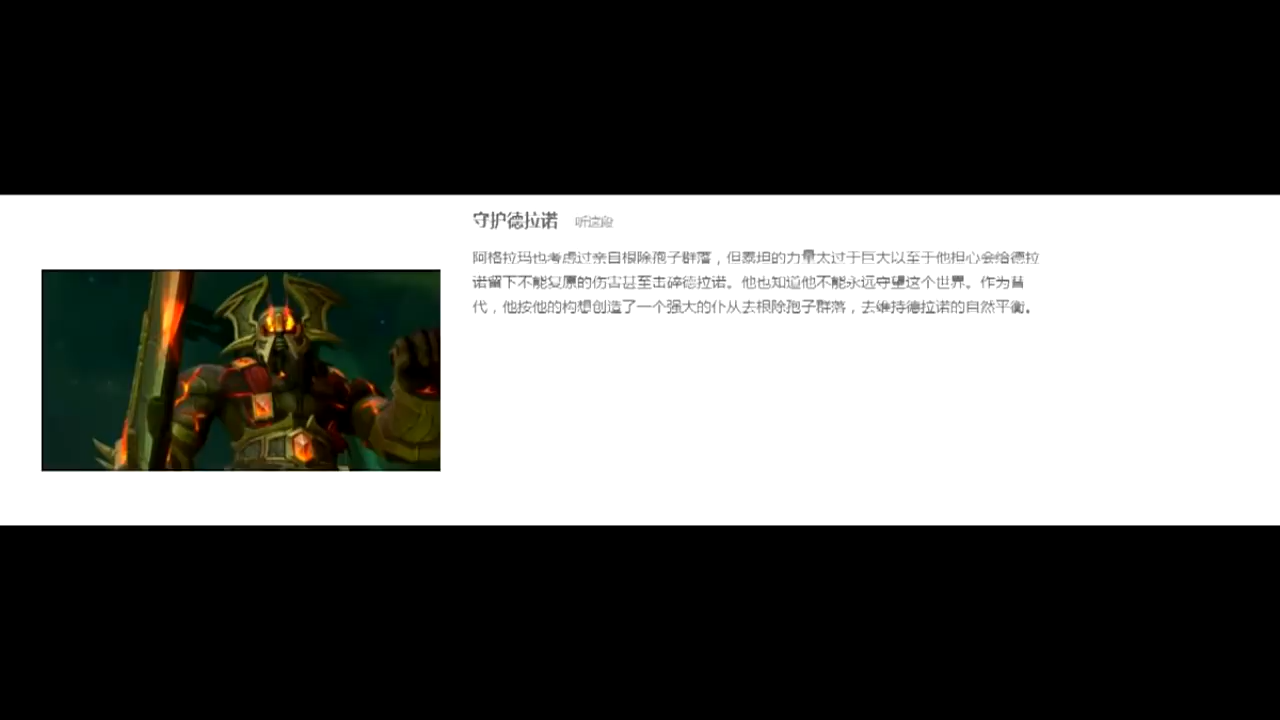 守护德拉诺 听这段
阿格拉玛也考虑过亲自根除孢子群落，但泰坦的力量太过于巨大以至于他担心会给德拉
诺留下不能复原的伤害甚至击碎德拉诺。他也知道他不能永远守望这个世界。作为替
代，他按他的构想创造了一个强大的仆从去根除孢子群落，去维持德拉诺的自然平衡。